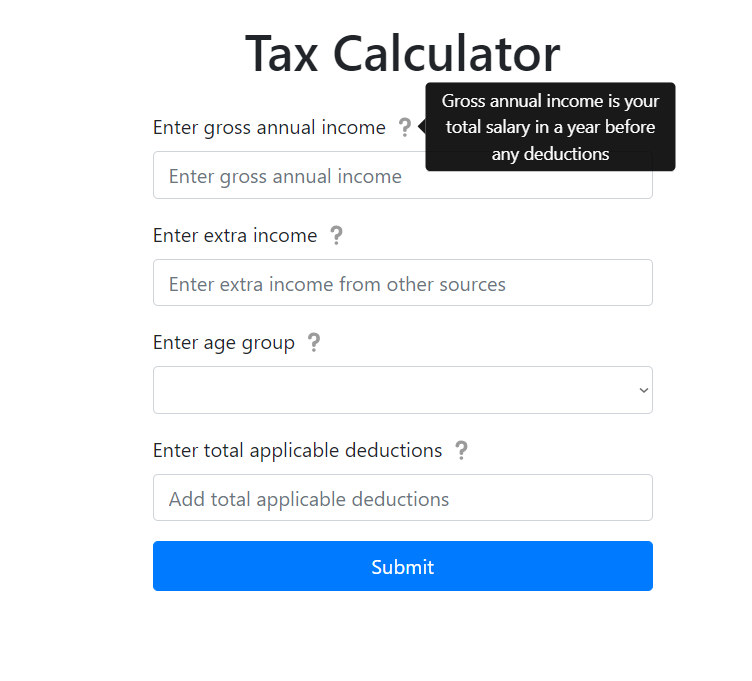 Tax Calculator
Enter gross annual income ?
Gross annual income is your
total salary in a year before
any deductions
Enter gross annual income
Enter extra income ?
Enter extra income from other sources
Enter age group ?
Enter total applicable deductions ?
Add total applicable deductions
Submit